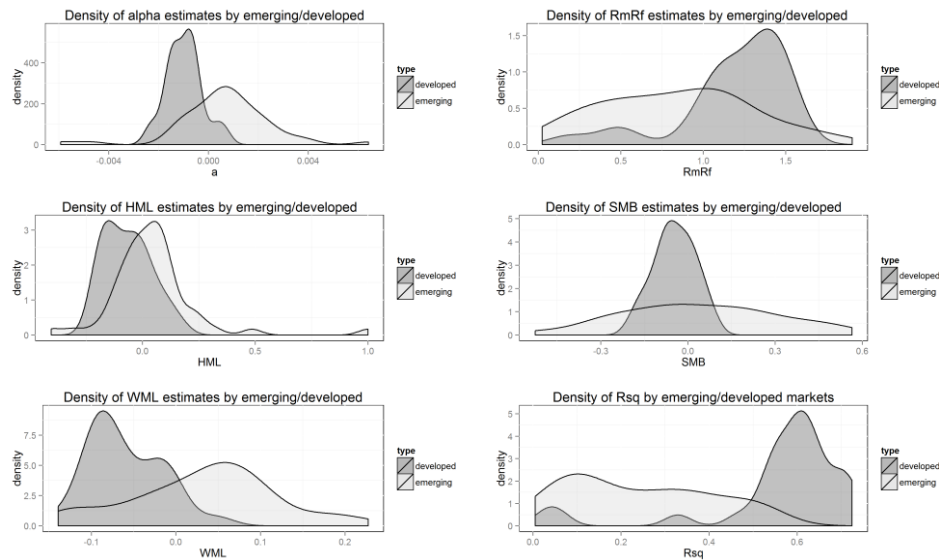 Density of alpha estimates by emerging/developed
density
400
200
0
-0.004
0.000
0.004
a
type
developed
emerging
Density of RmRf estimates by emerging/developed
density
1.5
1.0
0.5
0.0
0.0
0.5
1.0
1.5
RmRf
type
developed
emerging
Density of HML estimates by emerging/developed
density
3
2
1
0
0.0
0.5
1.0
HML
type
developed
emerging
Density of SMB estimates by emerging/developed
density
5
4
3
2
1
0
-0.3
0.0
0.3
0.6
SMB
type
developed
emerging
Density of WML estimates by emerging/developed
density
7.5
5.0
2.5
0.0
-0.1
0.0
0.1
0.2
WML
type
developed
emerging
Density of Rsq by emerging/developed markets
density
5
4
3
2
1
0
0.0
0.2
0.4
0.6
Rsq
type
developed
emerging